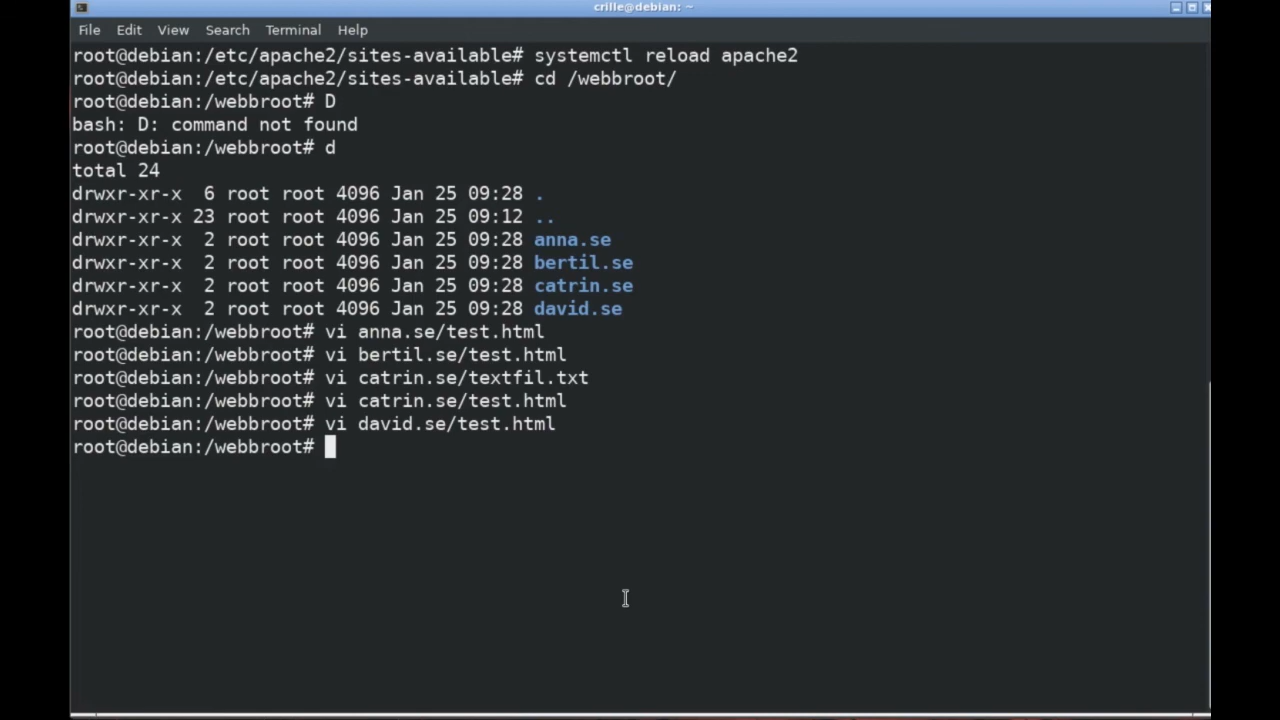 crille@debian: ~
File Edit View Search Terminal Help
root@debian:/etc/apache2/sites-available# systemctl reload apache2
root@debian:/etc/apache2/sites-available# cd /webbroot/
root@debian:/webbroot# D
bash: D: command not found
root@debian:/webbroot# d
total 24
drwxr-xr-x  6 root root 4096 Jan 25 09:28 .
drwxr-xr-x 23 root root 4096 Jan 25 09:12 ..
drwxr-xr-x  2 root root 4096 Jan 25 09:28 anna.se
drwxr-xr-x  2 root root 4096 Jan 25 09:28 bertil.se
drwxr-xr-x  2 root root 4096 Jan 25 09:28 catrin.se
drwxr-xr-x  2 root root 4096 Jan 25 09:28 david.se
root@debian:/webbroot# vi anna.se/test.html
root@debian:/webbroot# vi bertil.se/test.html
root@debian:/webbroot# vi catrin.se/textfil.txt
root@debian:/webbroot# vi catrin.se/test.html
root@debian:/webbroot# vi david.se/test.html
root@debian:/webbroot#